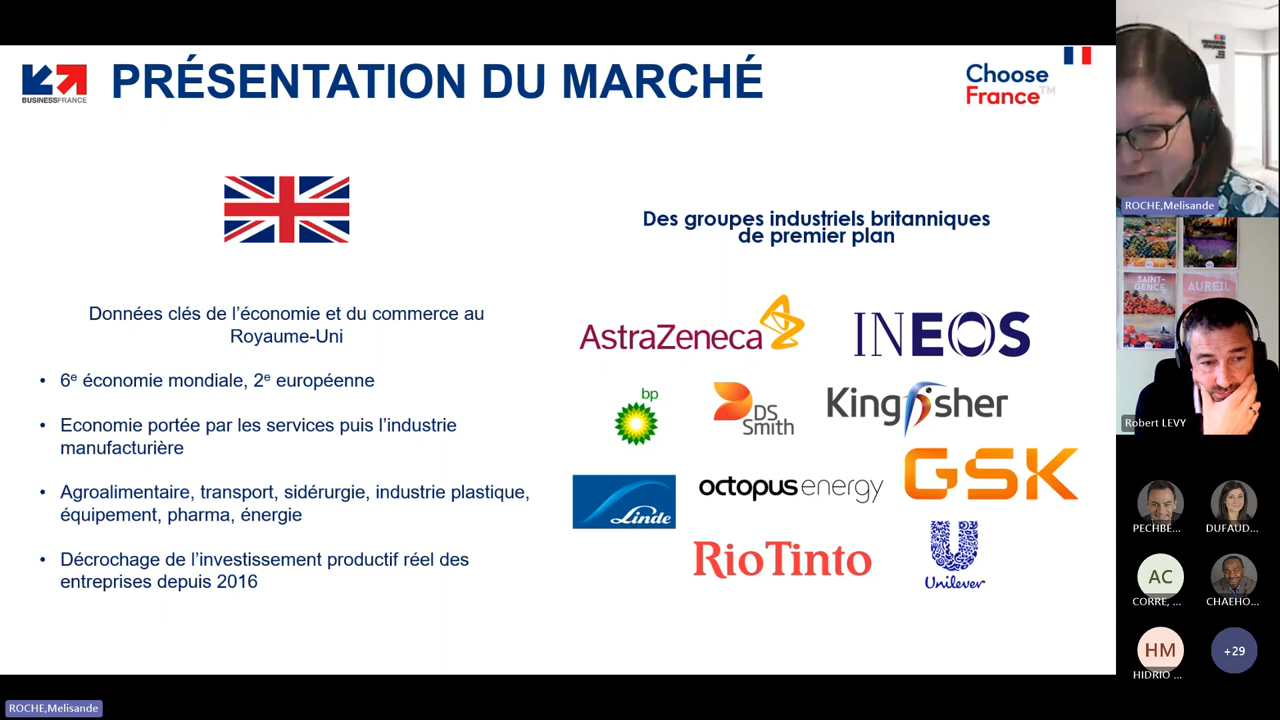 BUSINESSFRANCE
PRÉSENTATION DU MARCHÉ
Choose
France™
Des groupes industriels britanniques
de premier plan
Données clés de l’économie et du commerce au
Royaume-Uni
• 6e économie mondiale, 2e européenne
• Economie portée par les services puis l’industrie
manufacturière
• Agroalimentaire, transport, sidérurgie, industrie plastique,
équipement, pharma, énergie
• Décrochage de l’investissement productif réel des
entreprises depuis 2016
AstraZeneca
INEOS
bp
DS
Smith
Kingfisher
Linde
octopus energy
GSK
RioTinto
Unilever
ROCHE,Melisande
SAINT-
GENCE
AUREIL
Robert LEVY
PECHBE...
DUFAUD...
AC
CORRE, ...
CHAEHO...
HM
HIDRIO ...
+29
ROCHE,Melisande